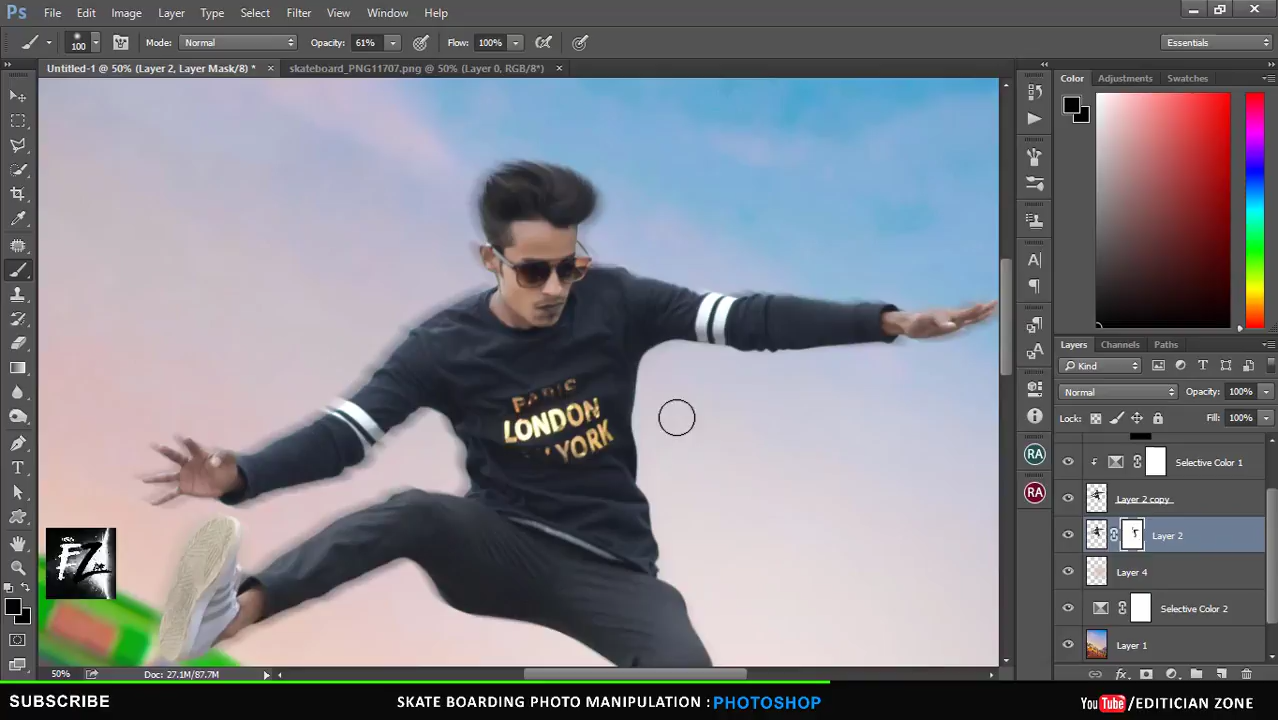 Ps File Edit Image Layer Type Select Filter View Window Help
100 Mode: Normal Opacity: 61% Flow: 100% Essentials
Untitled-1 @ 50% (Layer 2, Layer Mask/8) * × skateboard_PNG11707.png @ 50% (Layer 0, RGB/8*) ×
Color Adjustments Swatches
PARIS
LONDON
YORK
FZ
Layers Channels Paths
Kind
Normal Opacity: 100%
Lock: Fill: 100%
Selective Color 1
Layer 2 copy
Layer 2
Layer 4
Selective Color 2
Layer 1
RA
RA
50% Doc: 27.1M/87.7M
SUBSCRIBE SKATE BOARDING PHOTO MANIPULATION : PHOTOSHOP YouTube/EDITICIAN ZONE